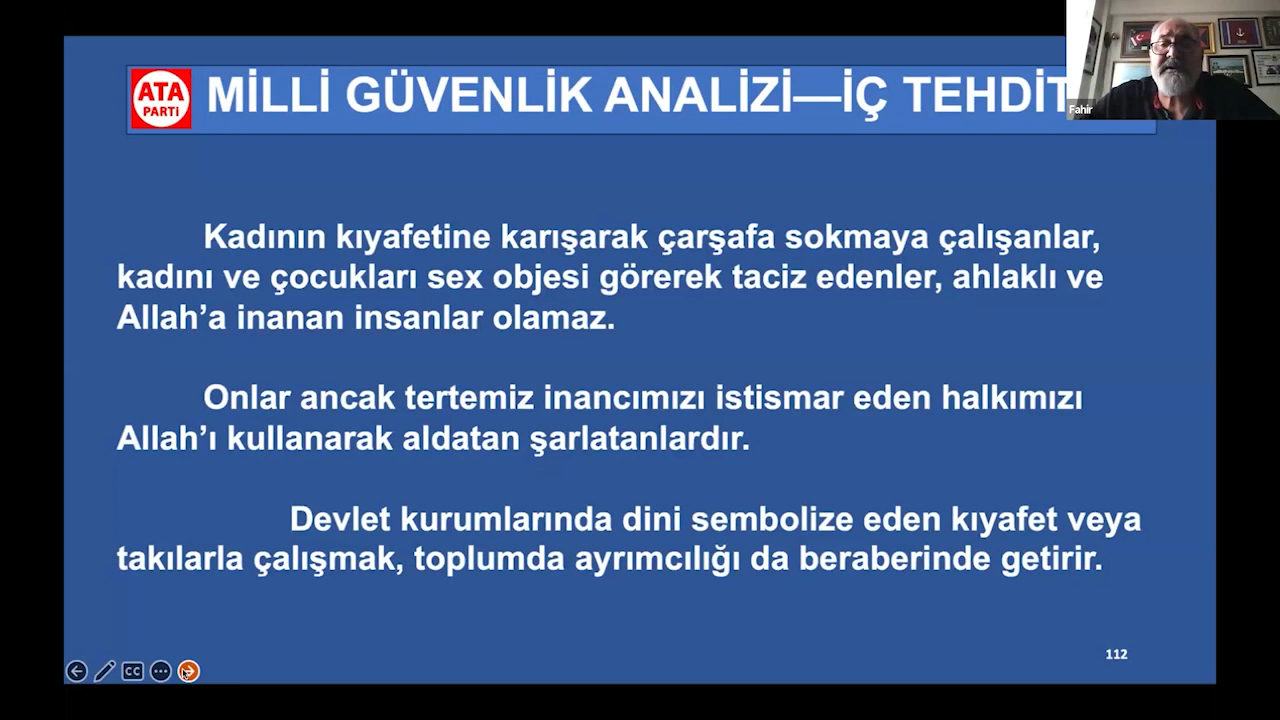 ATA
PARTİ
MİLLİ GÜVENLİK ANALİZİ—İÇ TEHDİT
Kadının kıyafetine karışarak çarşafa sokmaya çalışanlar,
kadını ve çocukları sex objesi görerek taciz edenler, ahlaklı ve
Allah’a inanan insanlar olamaz.
Onlar ancak tertemiz inancımızı istismar eden halkımızı
Allah’ı kullanarak aldatan şarlatanlardır.
Devlet kurumlarında dini sembolize eden kıyafet veya
takılarla çalışmak, toplumda ayrımcılığı da beraberinde getirir.
112
CC